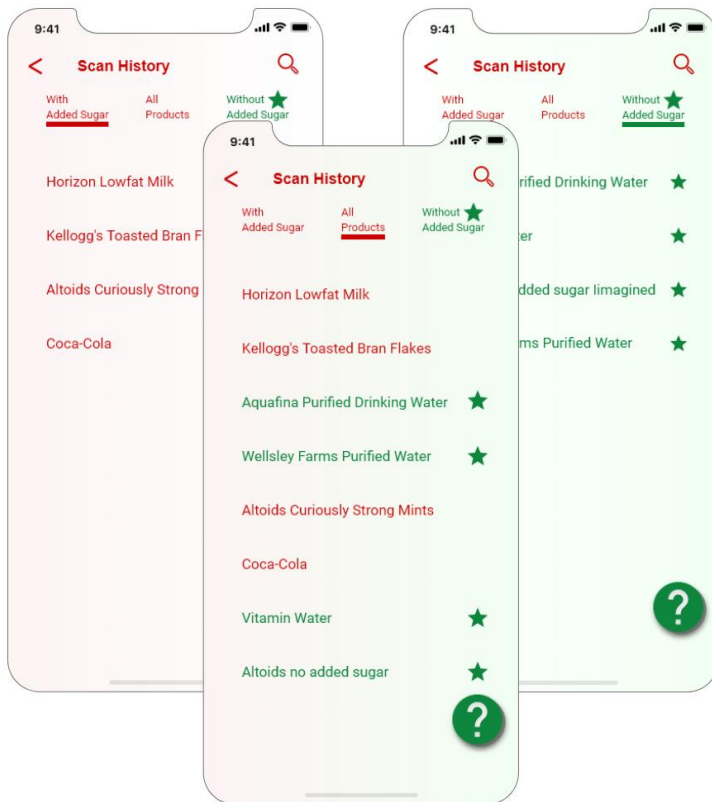 9:41
Scan History
With
Added Sugar
All
Products
Without
Added Sugar
Horizon Lowfat Milk
Kellogg's Toasted Bran F
Altoids Curiously Strong
Coca-Cola
9:41
Scan History
With
Added Sugar
All
Products
Without
Added Sugar
Horizon Lowfat Milk
Kellogg's Toasted Bran Flakes
Aquafina Purified Drinking Water
Wellsley Farms Purified Water
Altoids Curiously Strong Mints
Coca-Cola
Vitamin Water
Altoids no added sugar
?
9:41
Scan History
With
Added Sugar
All
Products
Without
Added Sugar
rified Drinking Water
er
dded sugar Iimagined
ms Purified Water
?